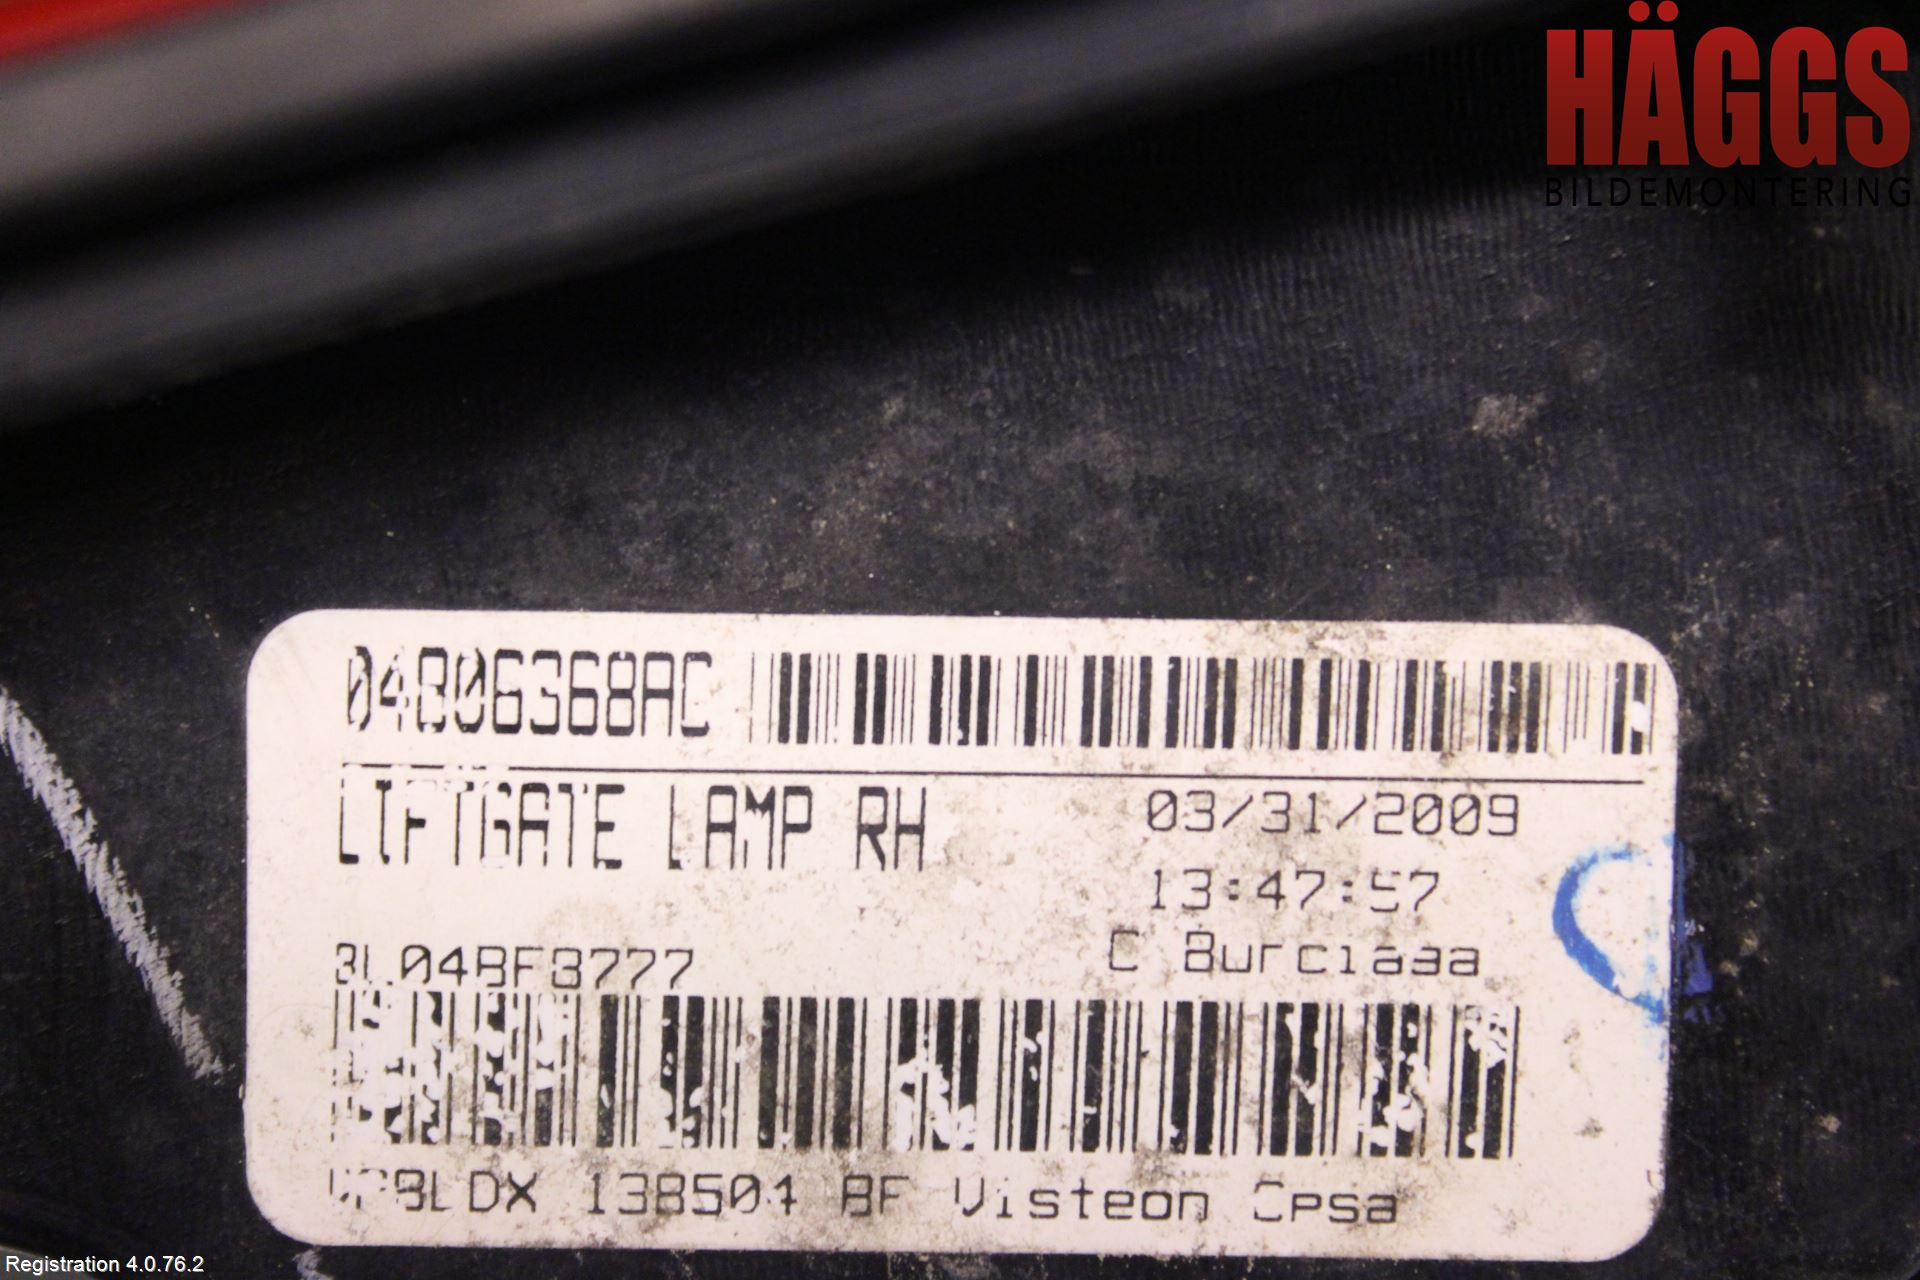 HÄGGS
BILDEMONTERING
04806368AC
LIFTGATE LAMP RH
03/31/2009
13:47:57
C Burciaga
3L04BF3777
138504 BF Visteon Cpsa
Registration 4.0.76.2